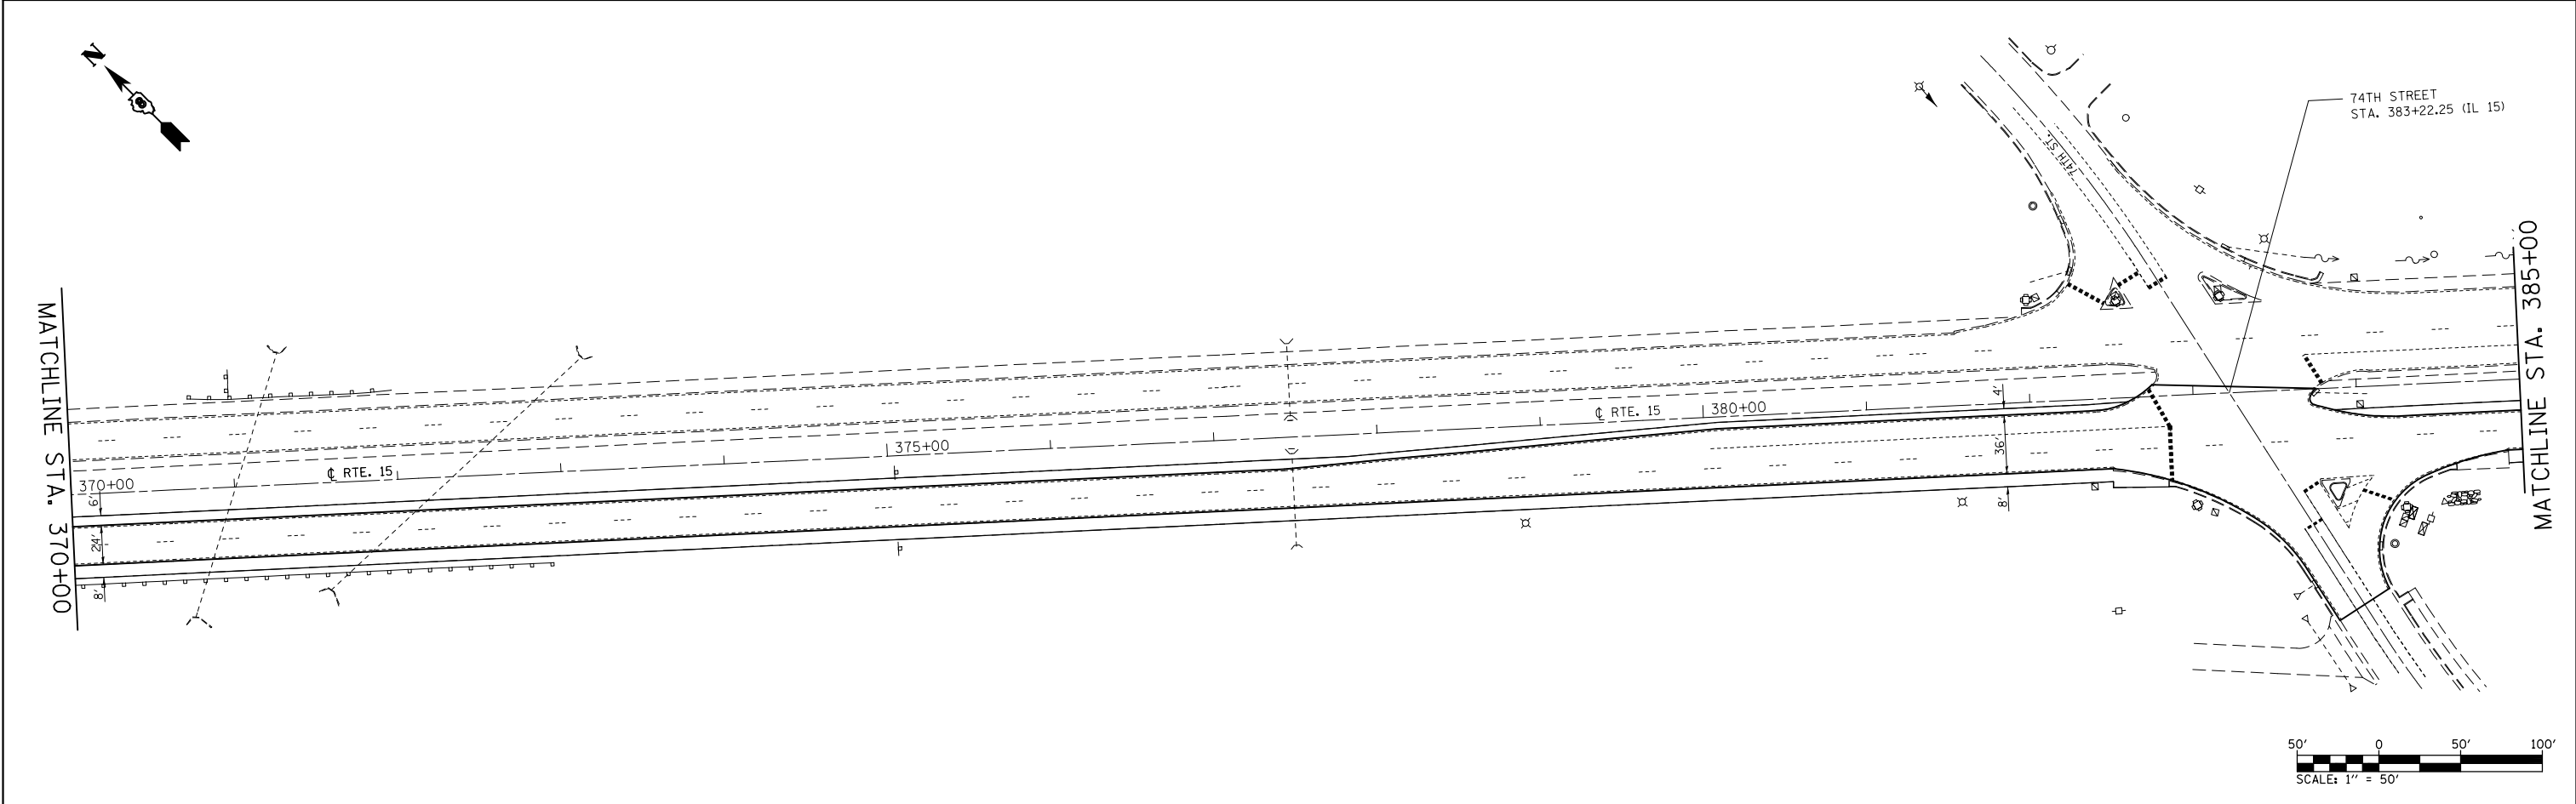 N
74TH STREET
STA. 383+22.25 (IL 15)
74TH ST.
MATCHLINE STA. 370+00
MATCHLINE STA. 385+00
370+00
℄ RTE. 15
375+00
℄ RTE. 15
380+00
4'
36'
8'
6'
24'
8'
50' 0 50' 100'
SCALE: 1" = 50'